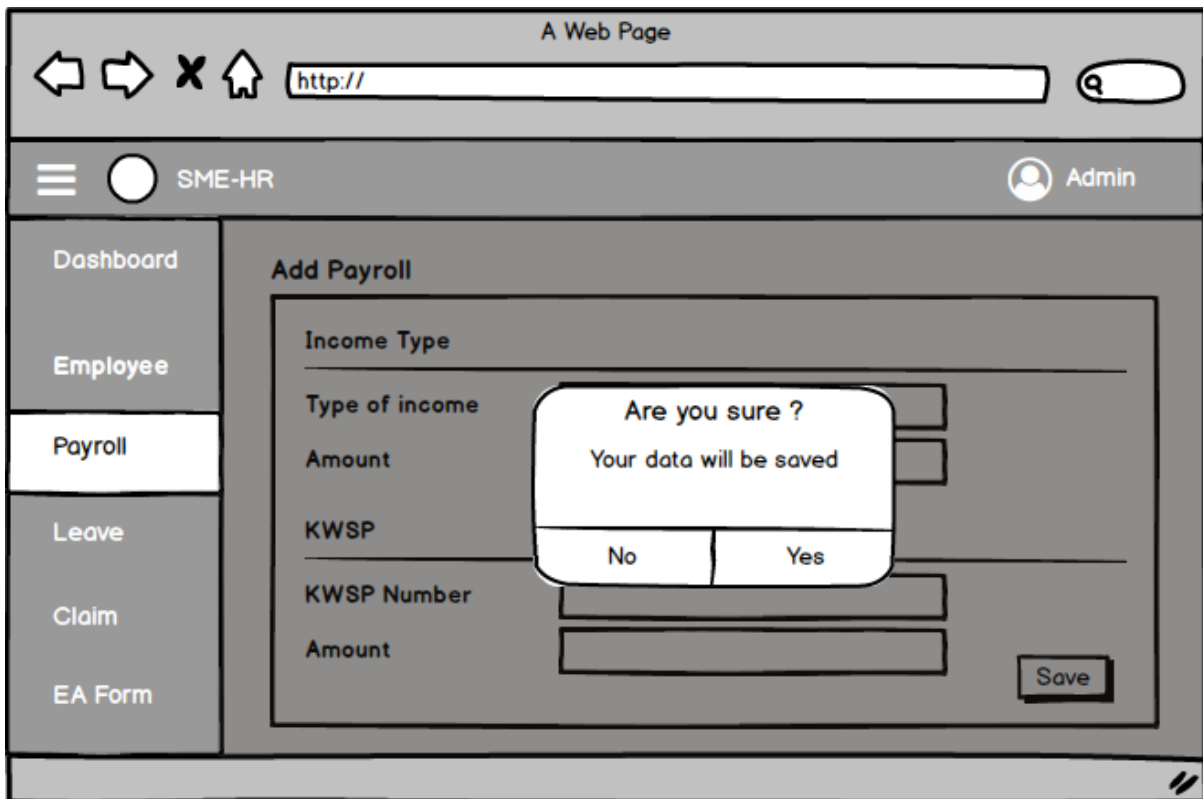 A Web Page
http://
SME-HR
Admin
Dashboard
Employee
Payroll
Leave
Claim
EA Form
Add Payroll
Income Type
Type of income
Amount
KWSP
KWSP Number
Amount
Save
Are you sure ?
Your data will be saved
No
Yes